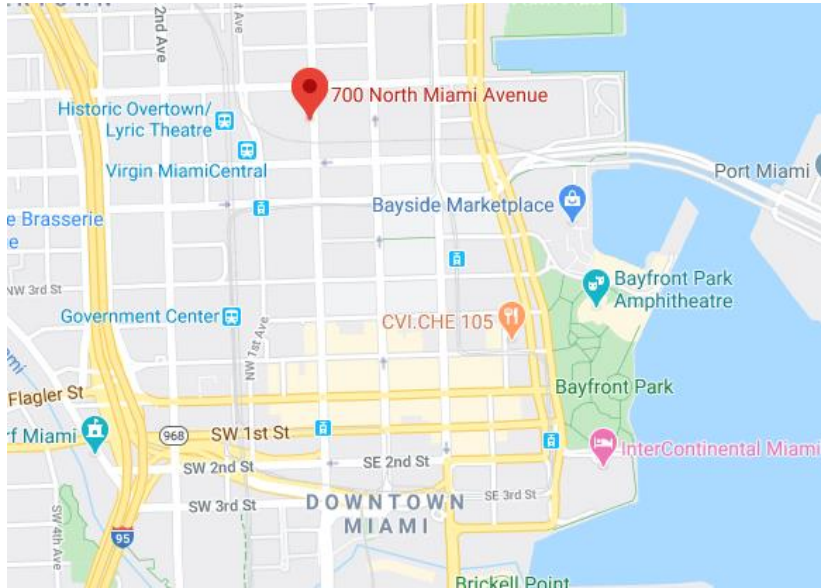 2nd Ave
st Ave
700 North Miami Avenue
Historic Overtown/
Lyric Theatre
Virgin MiamiCentral
Port Miami
Bayside Marketplace
e Brasserie
e
Bayfront Park
Amphitheatre
NW 3rd St
Government Center
CVI.CHE 105
NW 1st Ave
Bayfront Park
Flagler St
rf Miami
968
SW 1st St
InterContinental Miami
SW 2nd St
SE 2nd St
SW 3rd St
SE 3rd St
DOWNTOWN
MIAMI
SW 4th Ave
95
Brickell Point